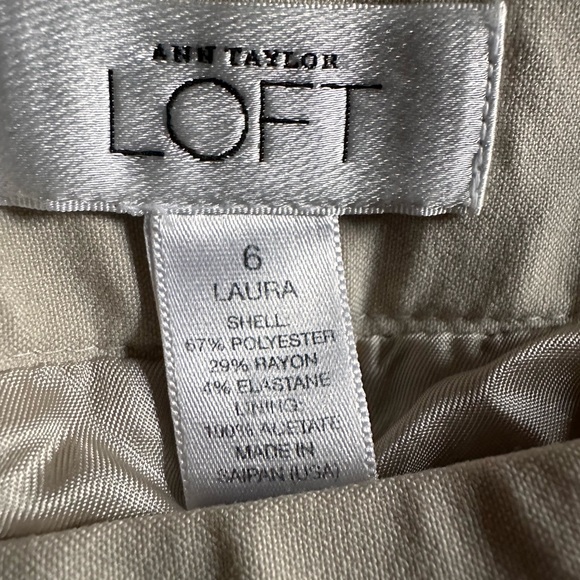 ANN TAYLOR
LOFT
6
LAURA
SHELL:
67% POLYESTER
29% RAYON
4% ELASTANE
LINING:
100% ACETATE
MADE IN
SAIPAN (USA)